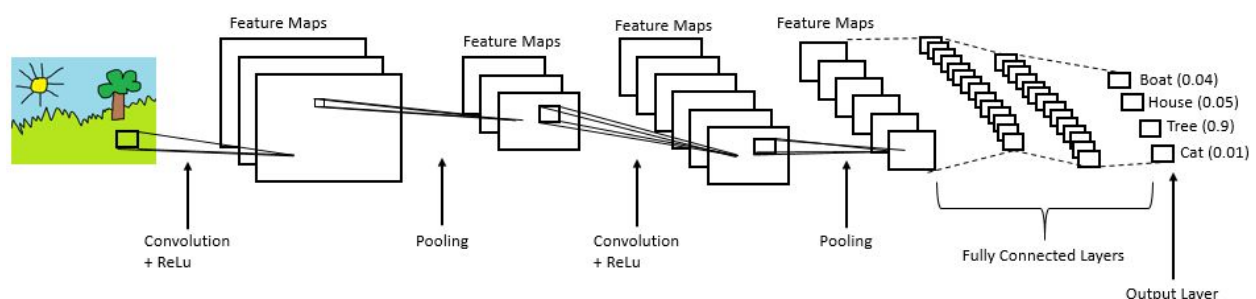 Feature Maps
Feature Maps
Feature Maps
Feature Maps
Boat (0.04)
House (0.05)
Tree (0.9)
Cat (0.01)
Convolution
+ ReLu
Pooling
Convolution
+ ReLu
Pooling
Fully Connected Layers
Output Layer